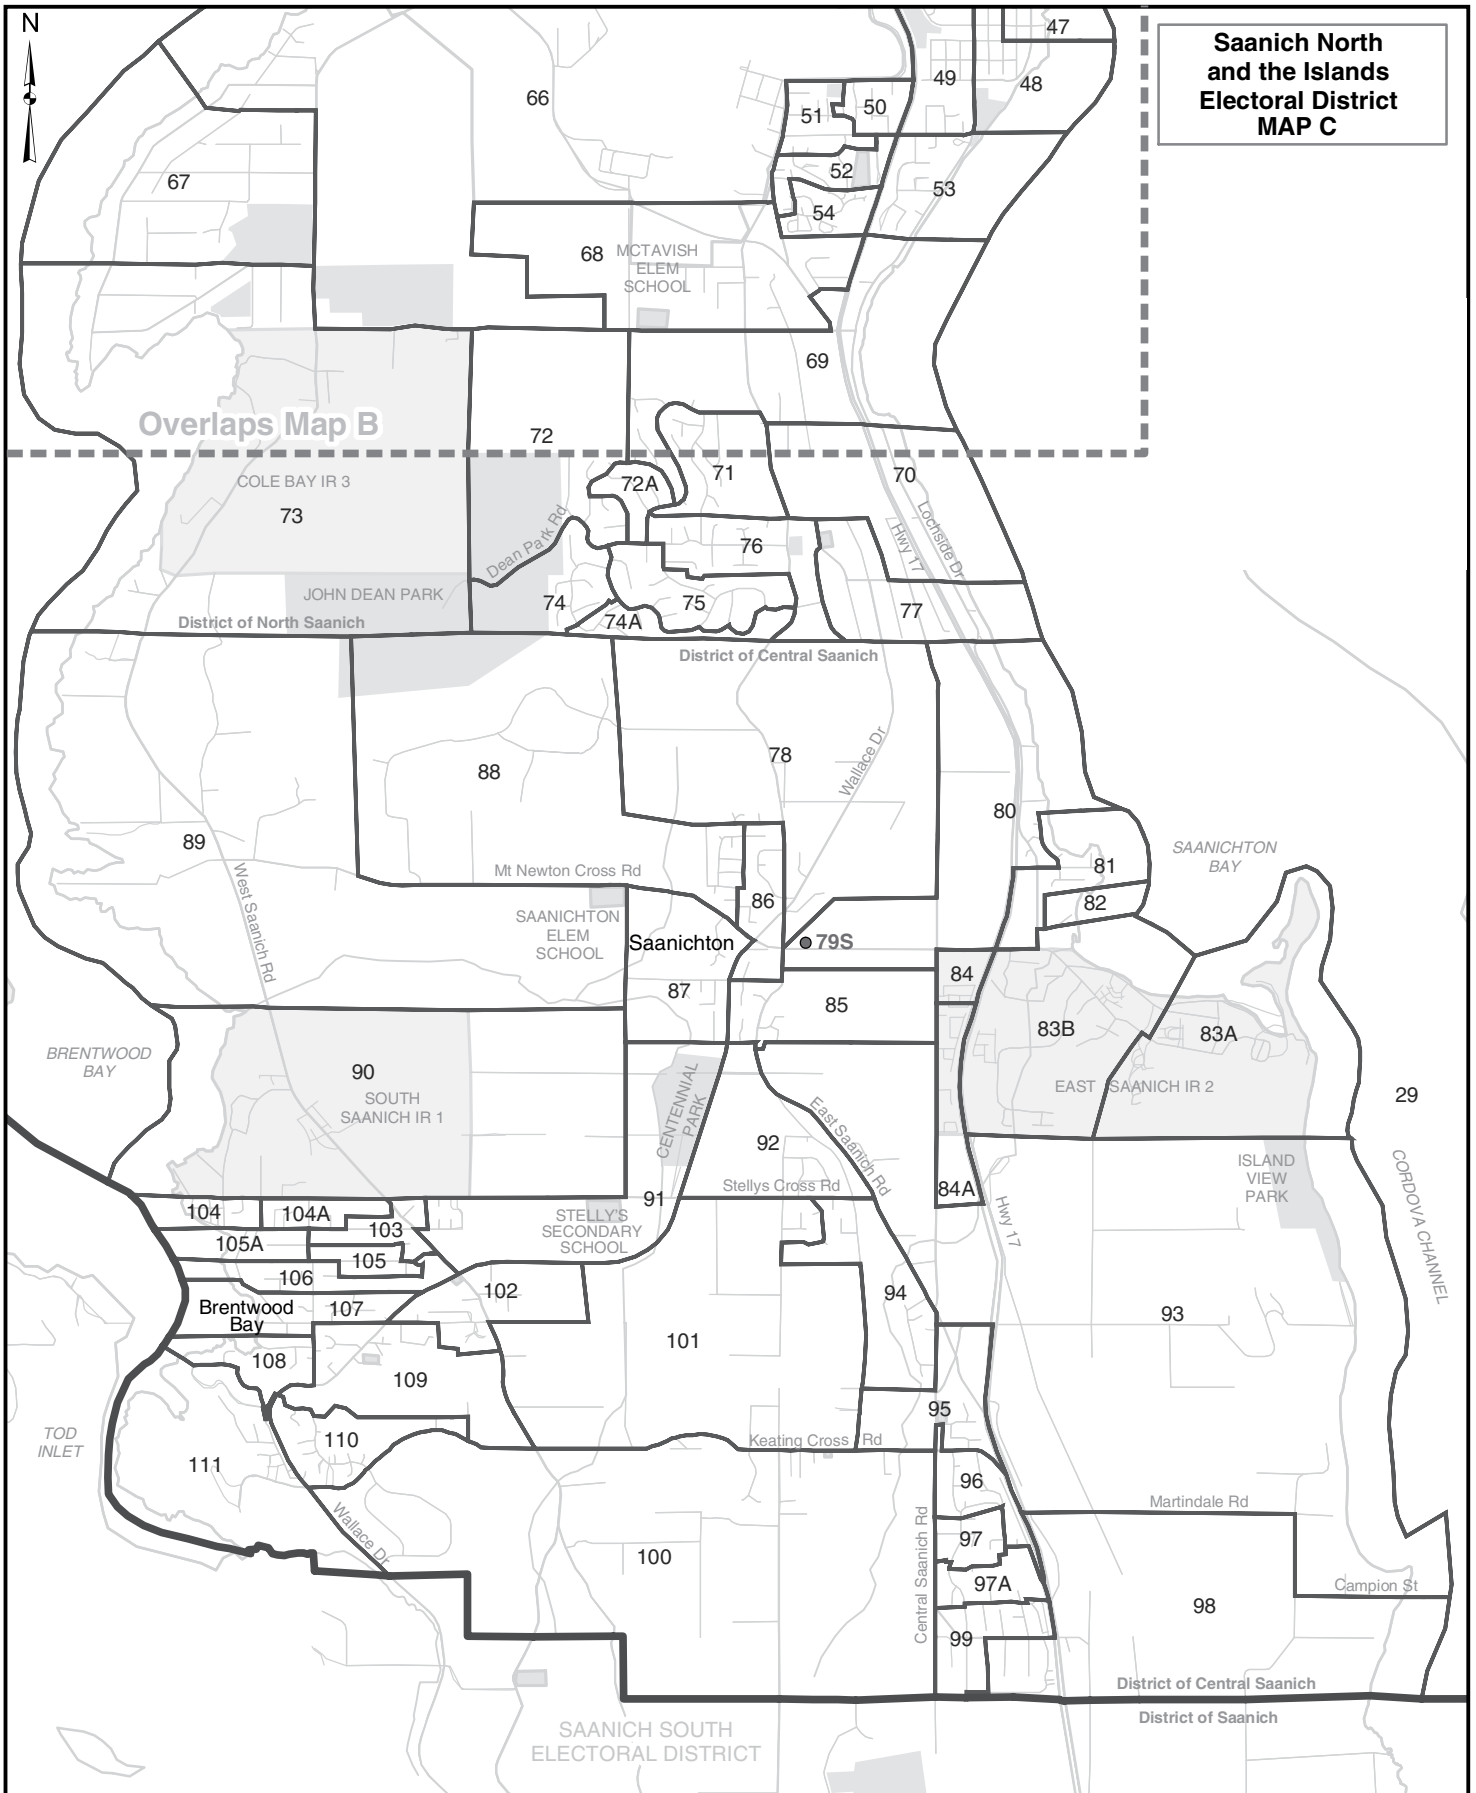 N
Saanich North
and the Islands
Electoral District
MAP C
47
49
48
66
51
50
52
53
67
54
68
MCTAVISH
ELEM
SCHOOL
69
Overlaps Map B
72
71
70
72A
COLE BAY IR 3
73
Dean Park Rd
Hwy 17
Lochside Dr
76
JOHN DEAN PARK
74
74A
75
77
District of North Saanich
District of Central Saanich
78
Wallace Dr
88
80
89
West Saanich Rd
Mt Newton Cross Rd
81
SAANICHTON
BAY
82
86
SAANICHTON
ELEM
SCHOOL
Saanichton
79S
84
87
85
83B
83A
BRENTWOOD
BAY
90
SOUTH
SAANICH IR 1
CENTENNIAL
PARK
EAST SAANICH IR 2
29
92
East Saanich Rd
ISLAND
VIEW
PARK
CORDOVA CHANNEL
Stellys Cross Rd
84A
91
Hwy 17
104
104A
103
STELLY'S
SECONDARY
SCHOOL
105A
105
106
102
94
Brentwood
Bay
107
93
101
108
109
95
TOD
INLET
110
Keating Cross Rd
111
96
Martindale Rd
Wallace Dr
Central Saanich Rd
97
100
97A
Campion St
98
99
District of Central Saanich
District of Saanich
SAANICH SOUTH
ELECTORAL DISTRICT